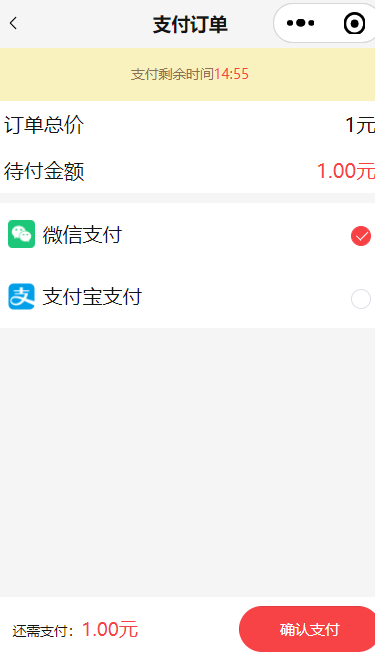 支付订单
支付剩余时间14:55
订单总价 1元
待付金额 1.00元
微信支付
支付宝支付
还需支付: 1.00元 确认支付